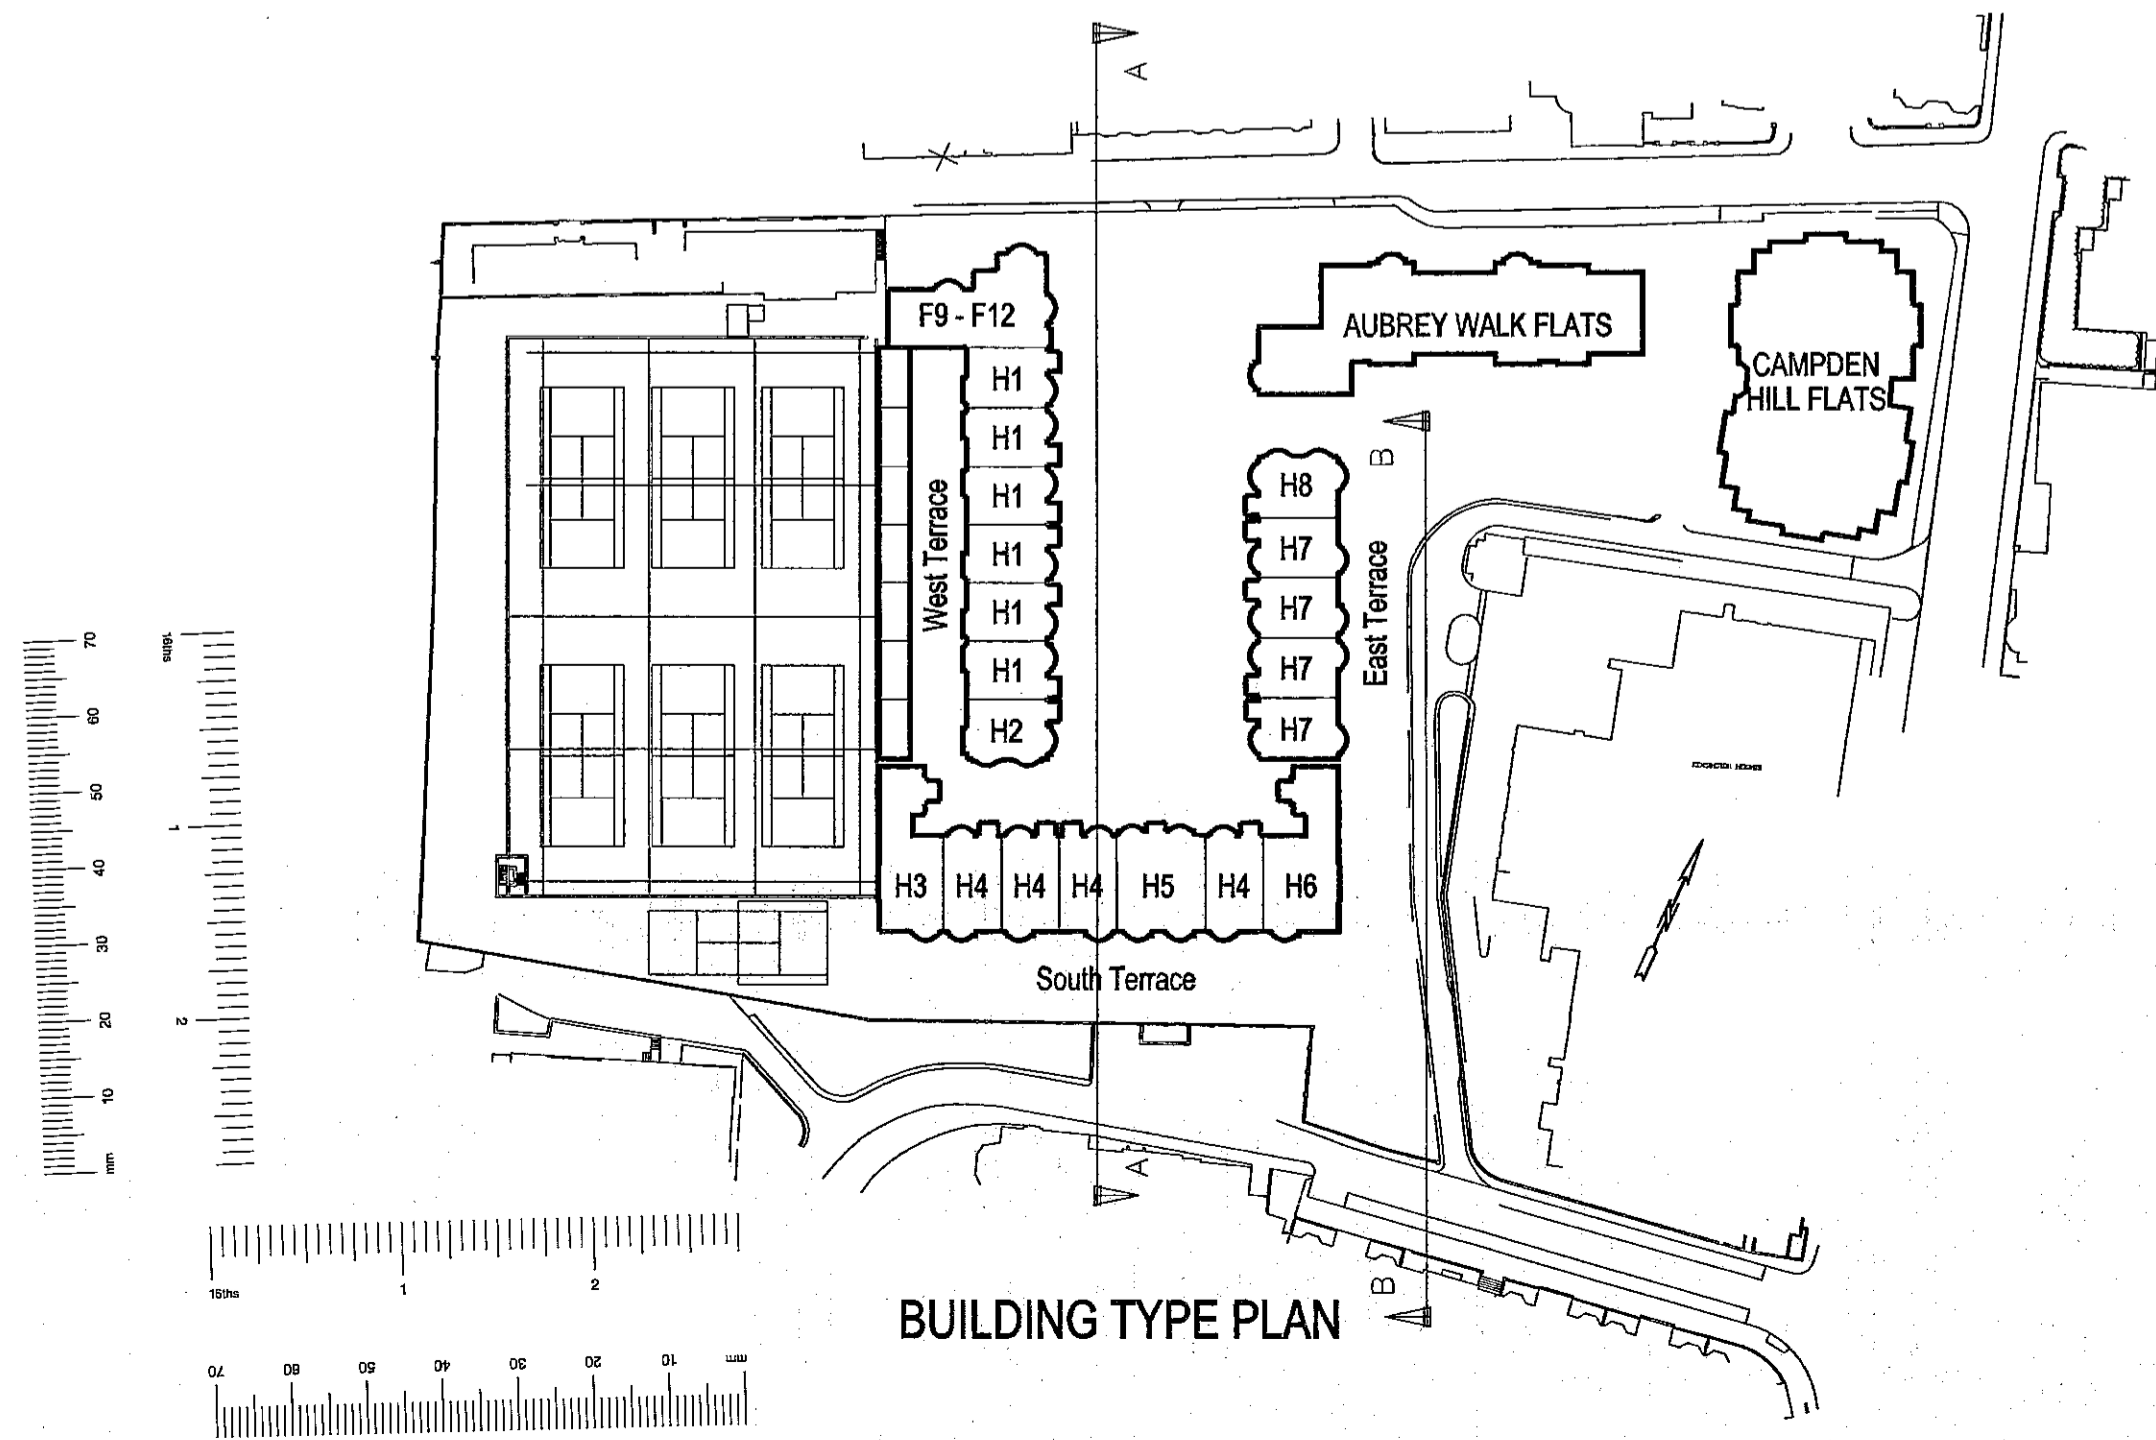 A
F9 - F12
AUBREY WALK FLATS
CAMPDEN
HILL FLATS
H1
H1
H1
H1
H1
H1
H2
West Terrace
B
H8
H7
H7
H7
H7
East Terrace
H3
H4
H4
H4
H5
H4
H6
South Terrace
N
A
B
BUILDING TYPE PLAN
70
60
50
40
30
20
10
mm
16ths
1
2
16ths
1
2
70
60
50
40
30
20
10
mm